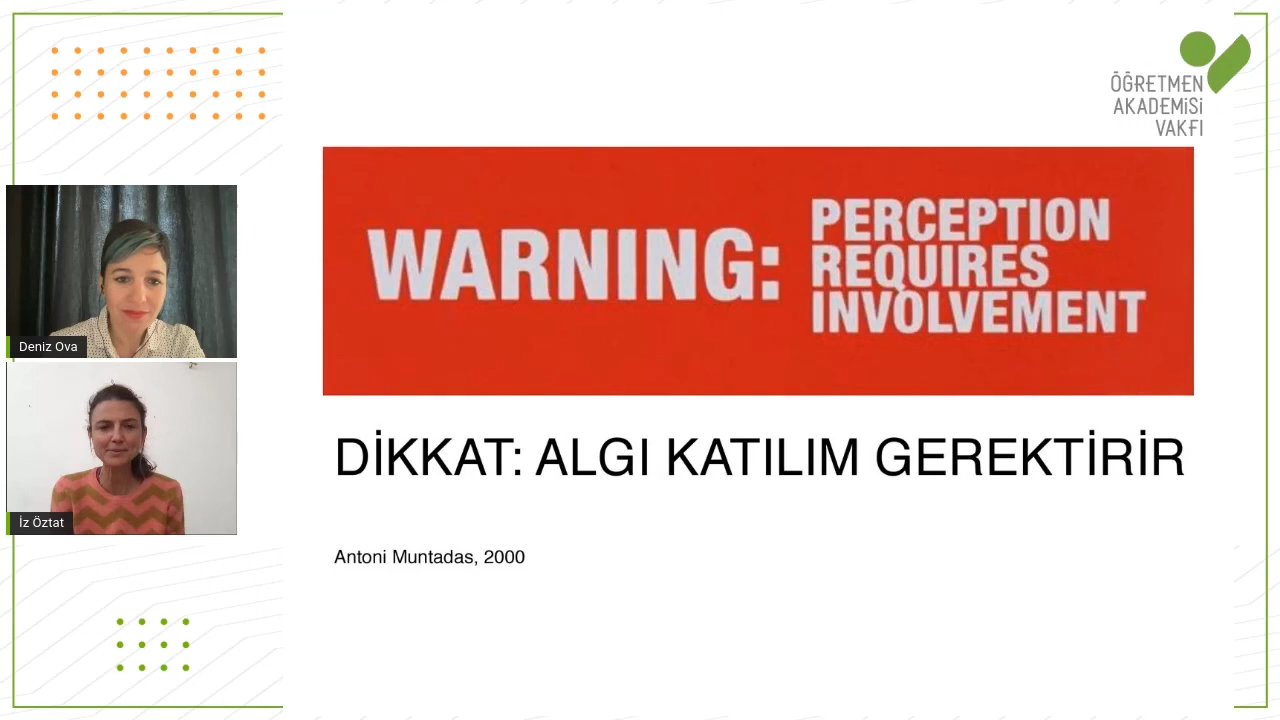 ÖĞRETMEN
AKADEMİSİ
VAKFI
WARNING:
PERCEPTION
REQUIRES
INVOLVEMENT
Deniz Ova
DİKKAT: ALGI KATILIM GEREKTİRİR
İz Öztat
Antoni Muntadas, 2000